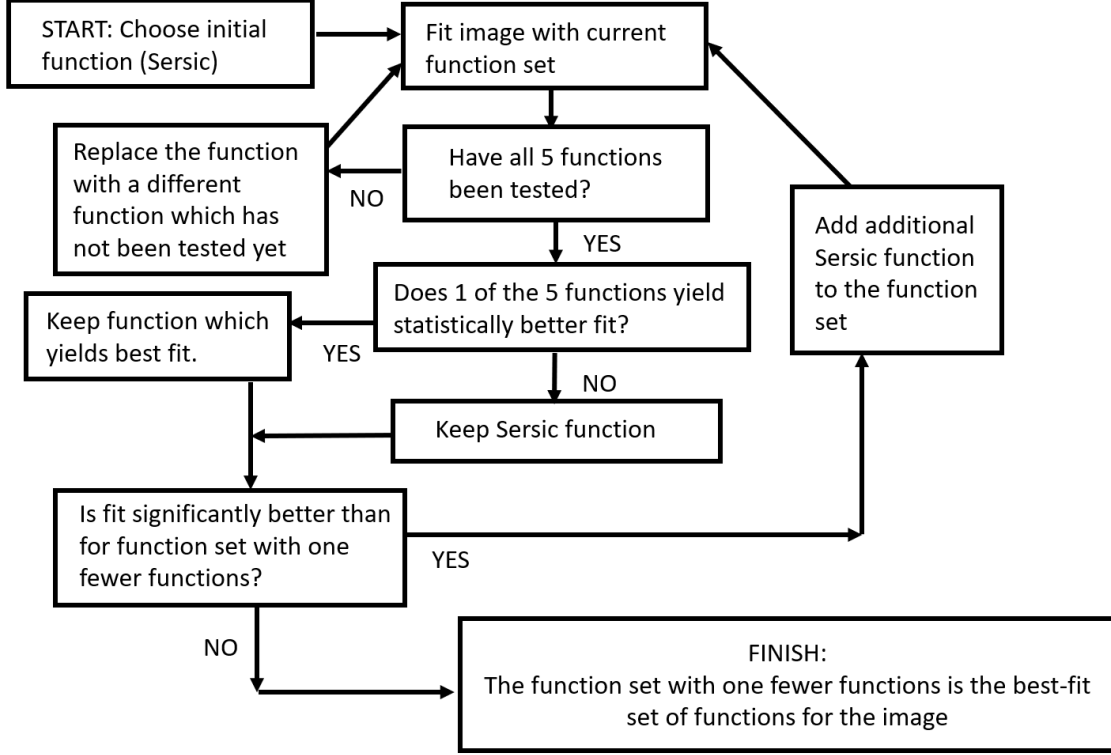 START: Choose initial
function (Sersic)
Fit image with current
function set
Replace the function
with a different
function which has
not been tested yet
Have all 5 functions
been tested?
NO
YES
Add additional
Sersic function
to the function
set
Does 1 of the 5 functions yield
statistically better fit?
Keep function which
yields best fit.
YES
NO
Keep Sersic function
Is fit significantly better than
for function set with one
fewer functions?
YES
NO
FINISH:
The function set with one fewer functions is the best-fit
set of functions for the image